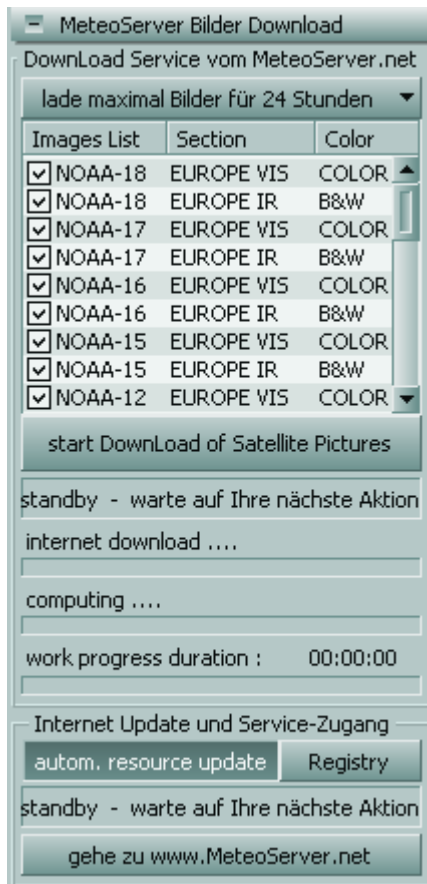 MeteoServer Bilder Download
DownLoad Service vom MeteoServer.net
lade maximal Bilder für 24 Stunden
Images List Section Color
NOAA-18 EUROPE VIS COLOR
NOAA-18 EUROPE IR B&W
NOAA-17 EUROPE VIS COLOR
NOAA-17 EUROPE IR B&W
NOAA-16 EUROPE VIS COLOR
NOAA-16 EUROPE IR B&W
NOAA-15 EUROPE VIS COLOR
NOAA-15 EUROPE IR B&W
NOAA-12 EUROPE VIS COLOR
start DownLoad of Satellite Pictures
standby - warte auf Ihre nächste Aktion
internet download ....
computing ....
work progress duration : 00:00:00
Internet Update und Service-Zugang
autom. resource update Registry
standby - warte auf Ihre nächste Aktion
gehe zu www.MeteoServer.net